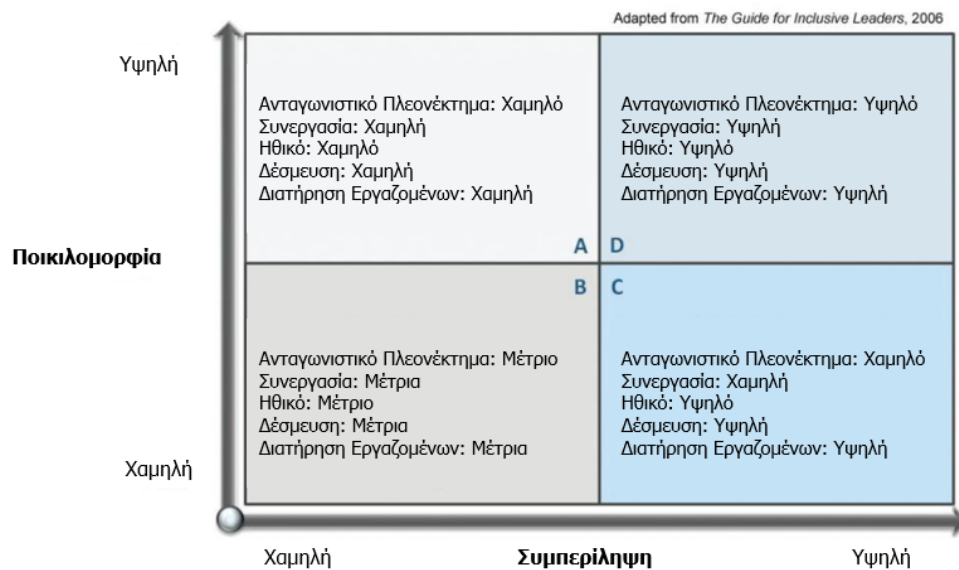 Adapted from The Guide for Inclusive Leaders, 2006
Υψηλή
Ανταγωνιστικό Πλεονέκτημα: Χαμηλό
Συνεργασία: Χαμηλή
Ηθικό: Χαμηλό
Δέσμευση: Χαμηλή
Διατήρηση Εργαζομένων: Χαμηλή
A
Ανταγωνιστικό Πλεονέκτημα: Υψηλό
Συνεργασία: Υψηλή
Ηθικό: Υψηλό
Δέσμευση: Υψηλή
Διατήρηση Εργαζομένων: Υψηλή
D
Ποικιλομορφία
B
Ανταγωνιστικό Πλεονέκτημα: Μέτριο
Συνεργασία: Μέτρια
Ηθικό: Μέτριο
Δέσμευση: Μέτρια
Διατήρηση Εργαζομένων: Μέτρια
C
Ανταγωνιστικό Πλεονέκτημα: Χαμηλό
Συνεργασία: Χαμηλή
Ηθικό: Υψηλό
Δέσμευση: Υψηλή
Διατήρηση Εργαζομένων: Υψηλή
Χαμηλή
Χαμηλή
Συμπερίληψη
Υψηλή